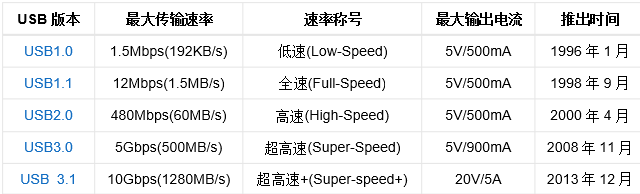 USB 版本 最大传输速率 速率称号 最大输出电流 推出时间
USB1.0 1.5Mbps(192KB/s) 低速(Low-Speed) 5V/500mA 1996 年 1 月
USB1.1 12Mbps(1.5MB/s) 全速(Full-Speed) 5V/500mA 1998 年 9 月
USB2.0 480Mbps(60MB/s) 高速(High-Speed) 5V/500mA 2000 年 4 月
USB3.0 5Gbps(500MB/s) 超高速(Super-Speed) 5V/900mA 2008 年 11 月
USB 3.1 10Gbps(1280MB/s) 超高速+(Super-speed+) 20V/5A 2013 年 12 月